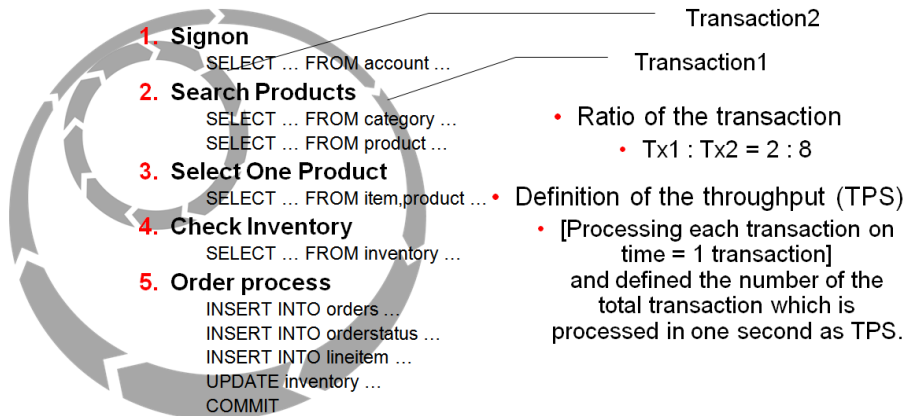 Transaction2
1. Signon
SELECT … FROM account …
Transaction1
2. Search Products
SELECT … FROM category …
SELECT … FROM product …
3. Select One Product
SELECT … FROM item,product …
4. Check Inventory
SELECT … FROM inventory …
5. Order process
INSERT INTO orders …
INSERT INTO orderstatus …
INSERT INTO lineitem …
UPDATE inventory …
COMMIT
• Ratio of the transaction
• Tx1 : Tx2 = 2 : 8
• Definition of the throughput (TPS)
• [Processing each transaction on
time = 1 transaction]
and defined the number of the
total transaction which is
processed in one second as TPS.